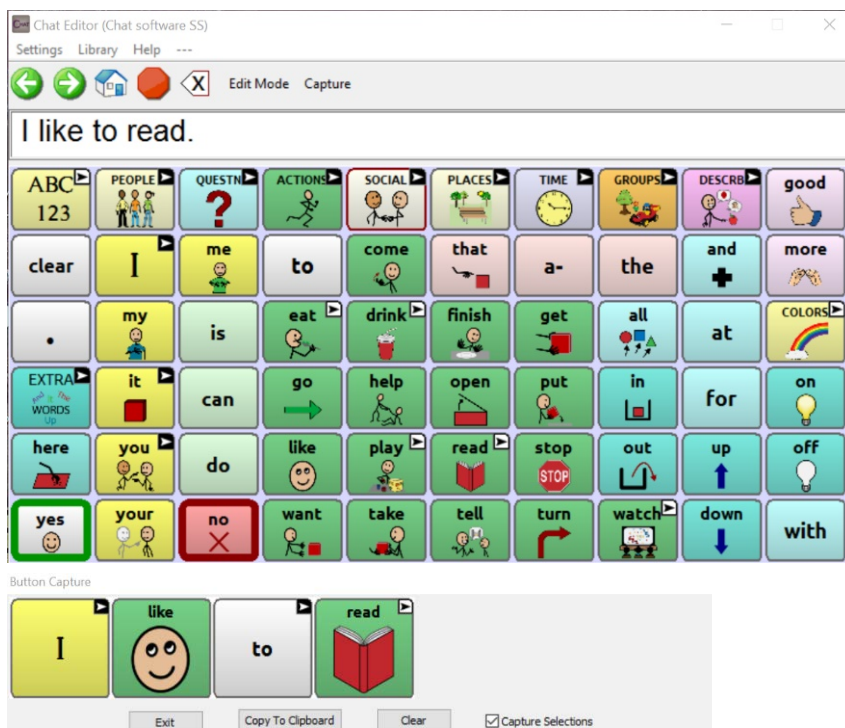 Chat Editor (Chat software SS)
Settings Library Help ---
X Edit Mode Capture
I like to read.
ABC 123 PEOPLE QUESTN ACTIONS SOCIAL PLACES TIME GROUPS DESCRB good
clear I me to come that a- the and more
. my is eat drink finish get all at COLORS
EXTRA WORDS Up it can go help open put in for on
here you do like play read stop STOP out up off
yes your no want take tell turn watch down with
Button Capture
I like to read
Exit Copy To Clipboard Clear Capture Selections